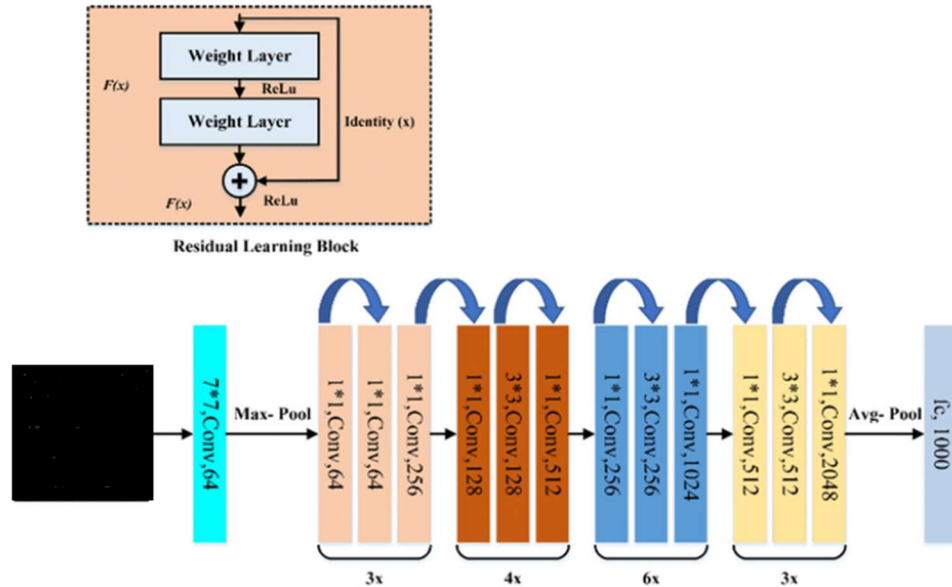 Weight Layer
F(x)
ReLu
Weight Layer
Identity (x)
+
F(x)
ReLu
Residual Learning Block
7*7,Conv,64
Max- Pool
1*1,Conv,64
1*1,Conv,64
1*1,Conv,256
1*1,Conv,128
3*3,Conv,128
1*1,Conv,512
1*1,Conv,256
3*3,Conv,256
1*1,Conv,1024
1*1,Conv,512
3*3,Conv,512
1*1,Conv,2048
Avg- Pool
fc, 1000
3x
4x
6x
3x